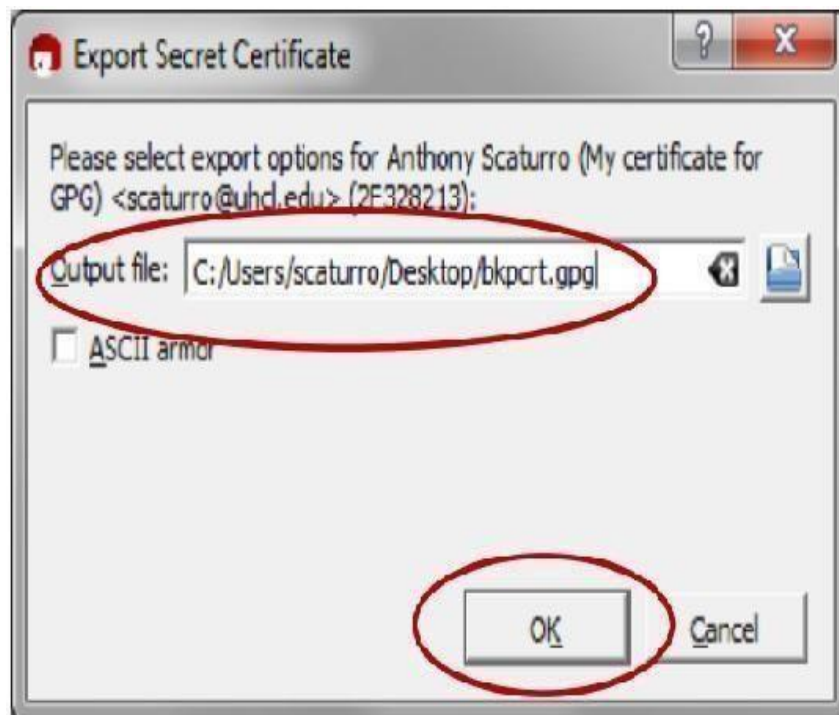 Export Secret Certificate
Please select export options for Anthony Scaturro (My certificate for
GPG) <scaturro@uhcl.edu> (2F328213):
Output file: C:/Users/scaturro/Desktop/bkpcrt.gpg
ASCII armor
OK Cancel